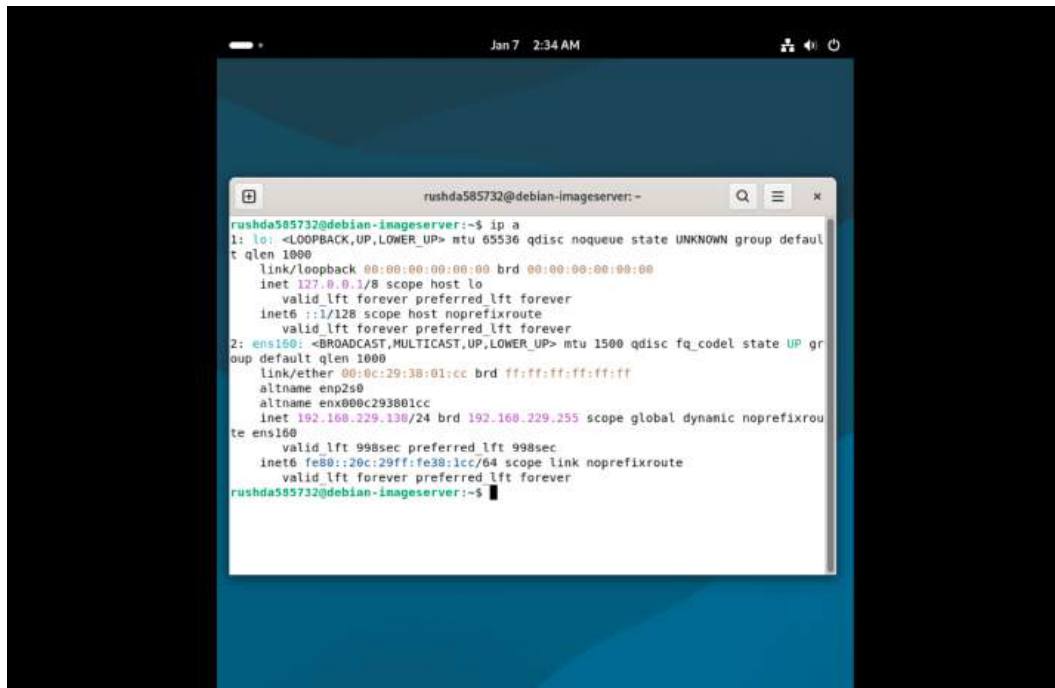 Jan 7 2:34 AM
rushda585732@debian-imageserver: ~
rushda585732@debian-imageserver:~$ ip a
1: lo: <LOOPBACK,UP,LOWER_UP> mtu 65536 qdisc noqueue state UNKNOWN group defaul
t qlen 1000
link/loopback 00:00:00:00:00:00 brd 00:00:00:00:00:00
inet 127.0.0.1/8 scope host lo
valid_lft forever preferred_lft forever
inet6 ::1/128 scope host noprefixroute
valid_lft forever preferred_lft forever
2: ens160: <BROADCAST,MULTICAST,UP,LOWER_UP> mtu 1500 qdisc fq_codel state UP gr
oup default qlen 1000
link/ether 00:0c:29:38:01:cc brd ff:ff:ff:ff:ff:ff
altname enp2s0
altname enx000c293801cc
inet 192.168.229.138/24 brd 192.168.229.255 scope global dynamic noprefixrou
te ens160
valid_lft 998sec preferred_lft 998sec
inet6 fe80::20c:29ff:fe38:1cc/64 scope link noprefixroute
valid_lft forever preferred_lft forever
rushda585732@debian-imageserver:~$